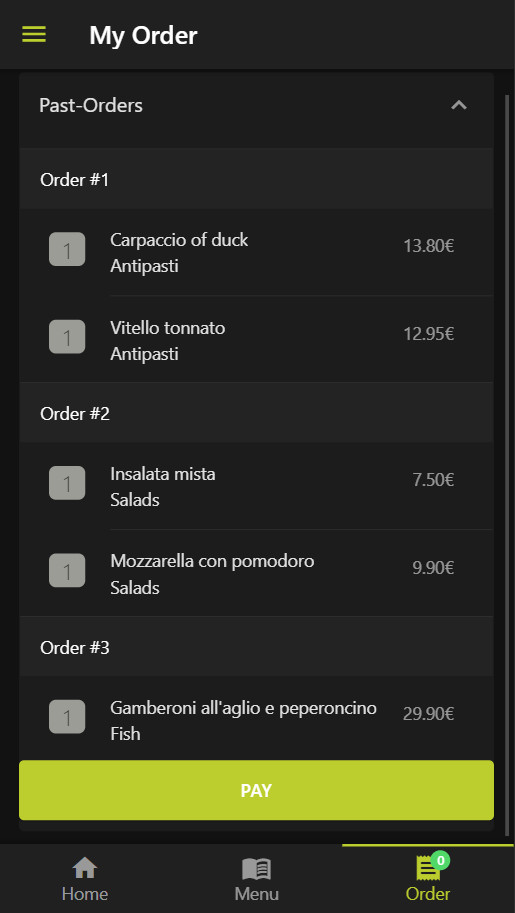 My Order
Past-Orders
Order #1
1 Carpaccio of duck 13.80€
Antipasti
1 Vitello tonnato 12.95€
Antipasti
Order #2
1 Insalata mista 7.50€
Salads
1 Mozzarella con pomodoro 9.90€
Salads
Order #3
1 Gamberoni all'aglio e peperoncino 29.90€
Fish
PAY
0
Home Menu Order